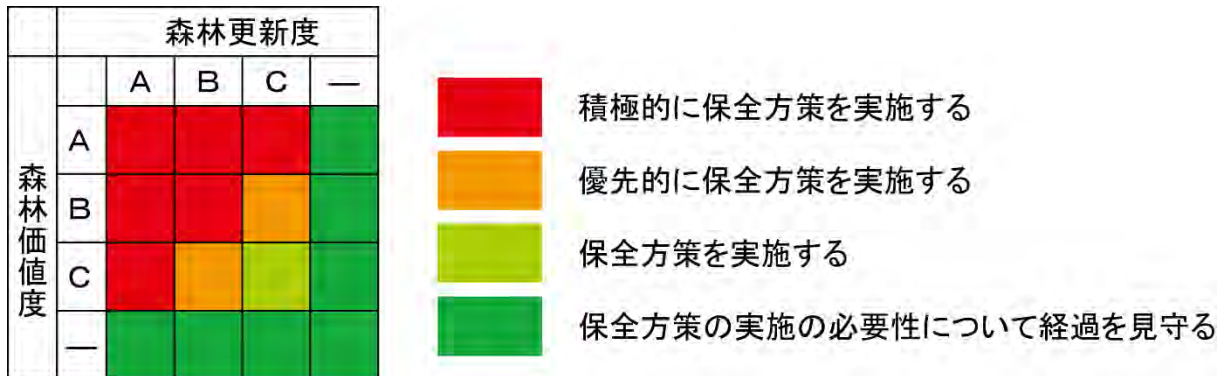 森林更新度
A B C —
森林価値度
A
B
C
—
積極的に保全方策を実施する
優先的に保全方策を実施する
保全方策を実施する
保全方策の実施の必要性について経過を見守る